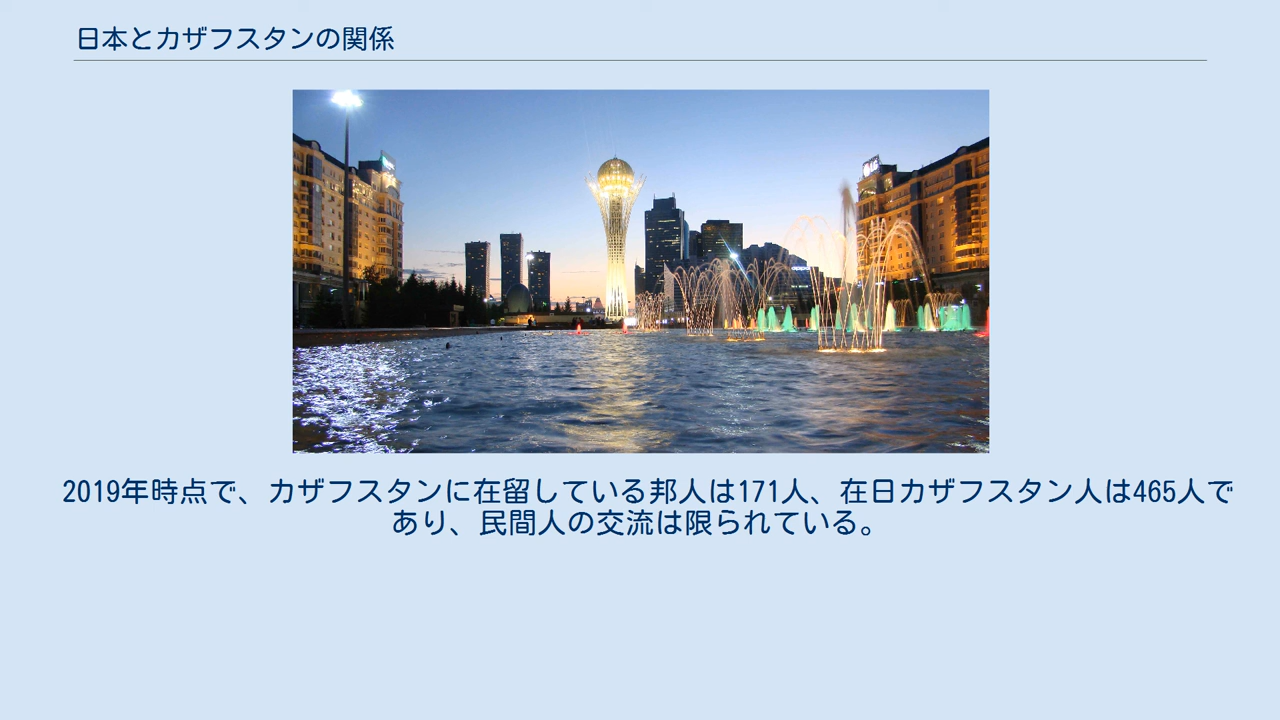 日本とカザフスタンの関係
2019年時点で、カザフスタンに在留している邦人は171人、在日カザフスタン人は465人で
あり、民間人の交流は限られている。